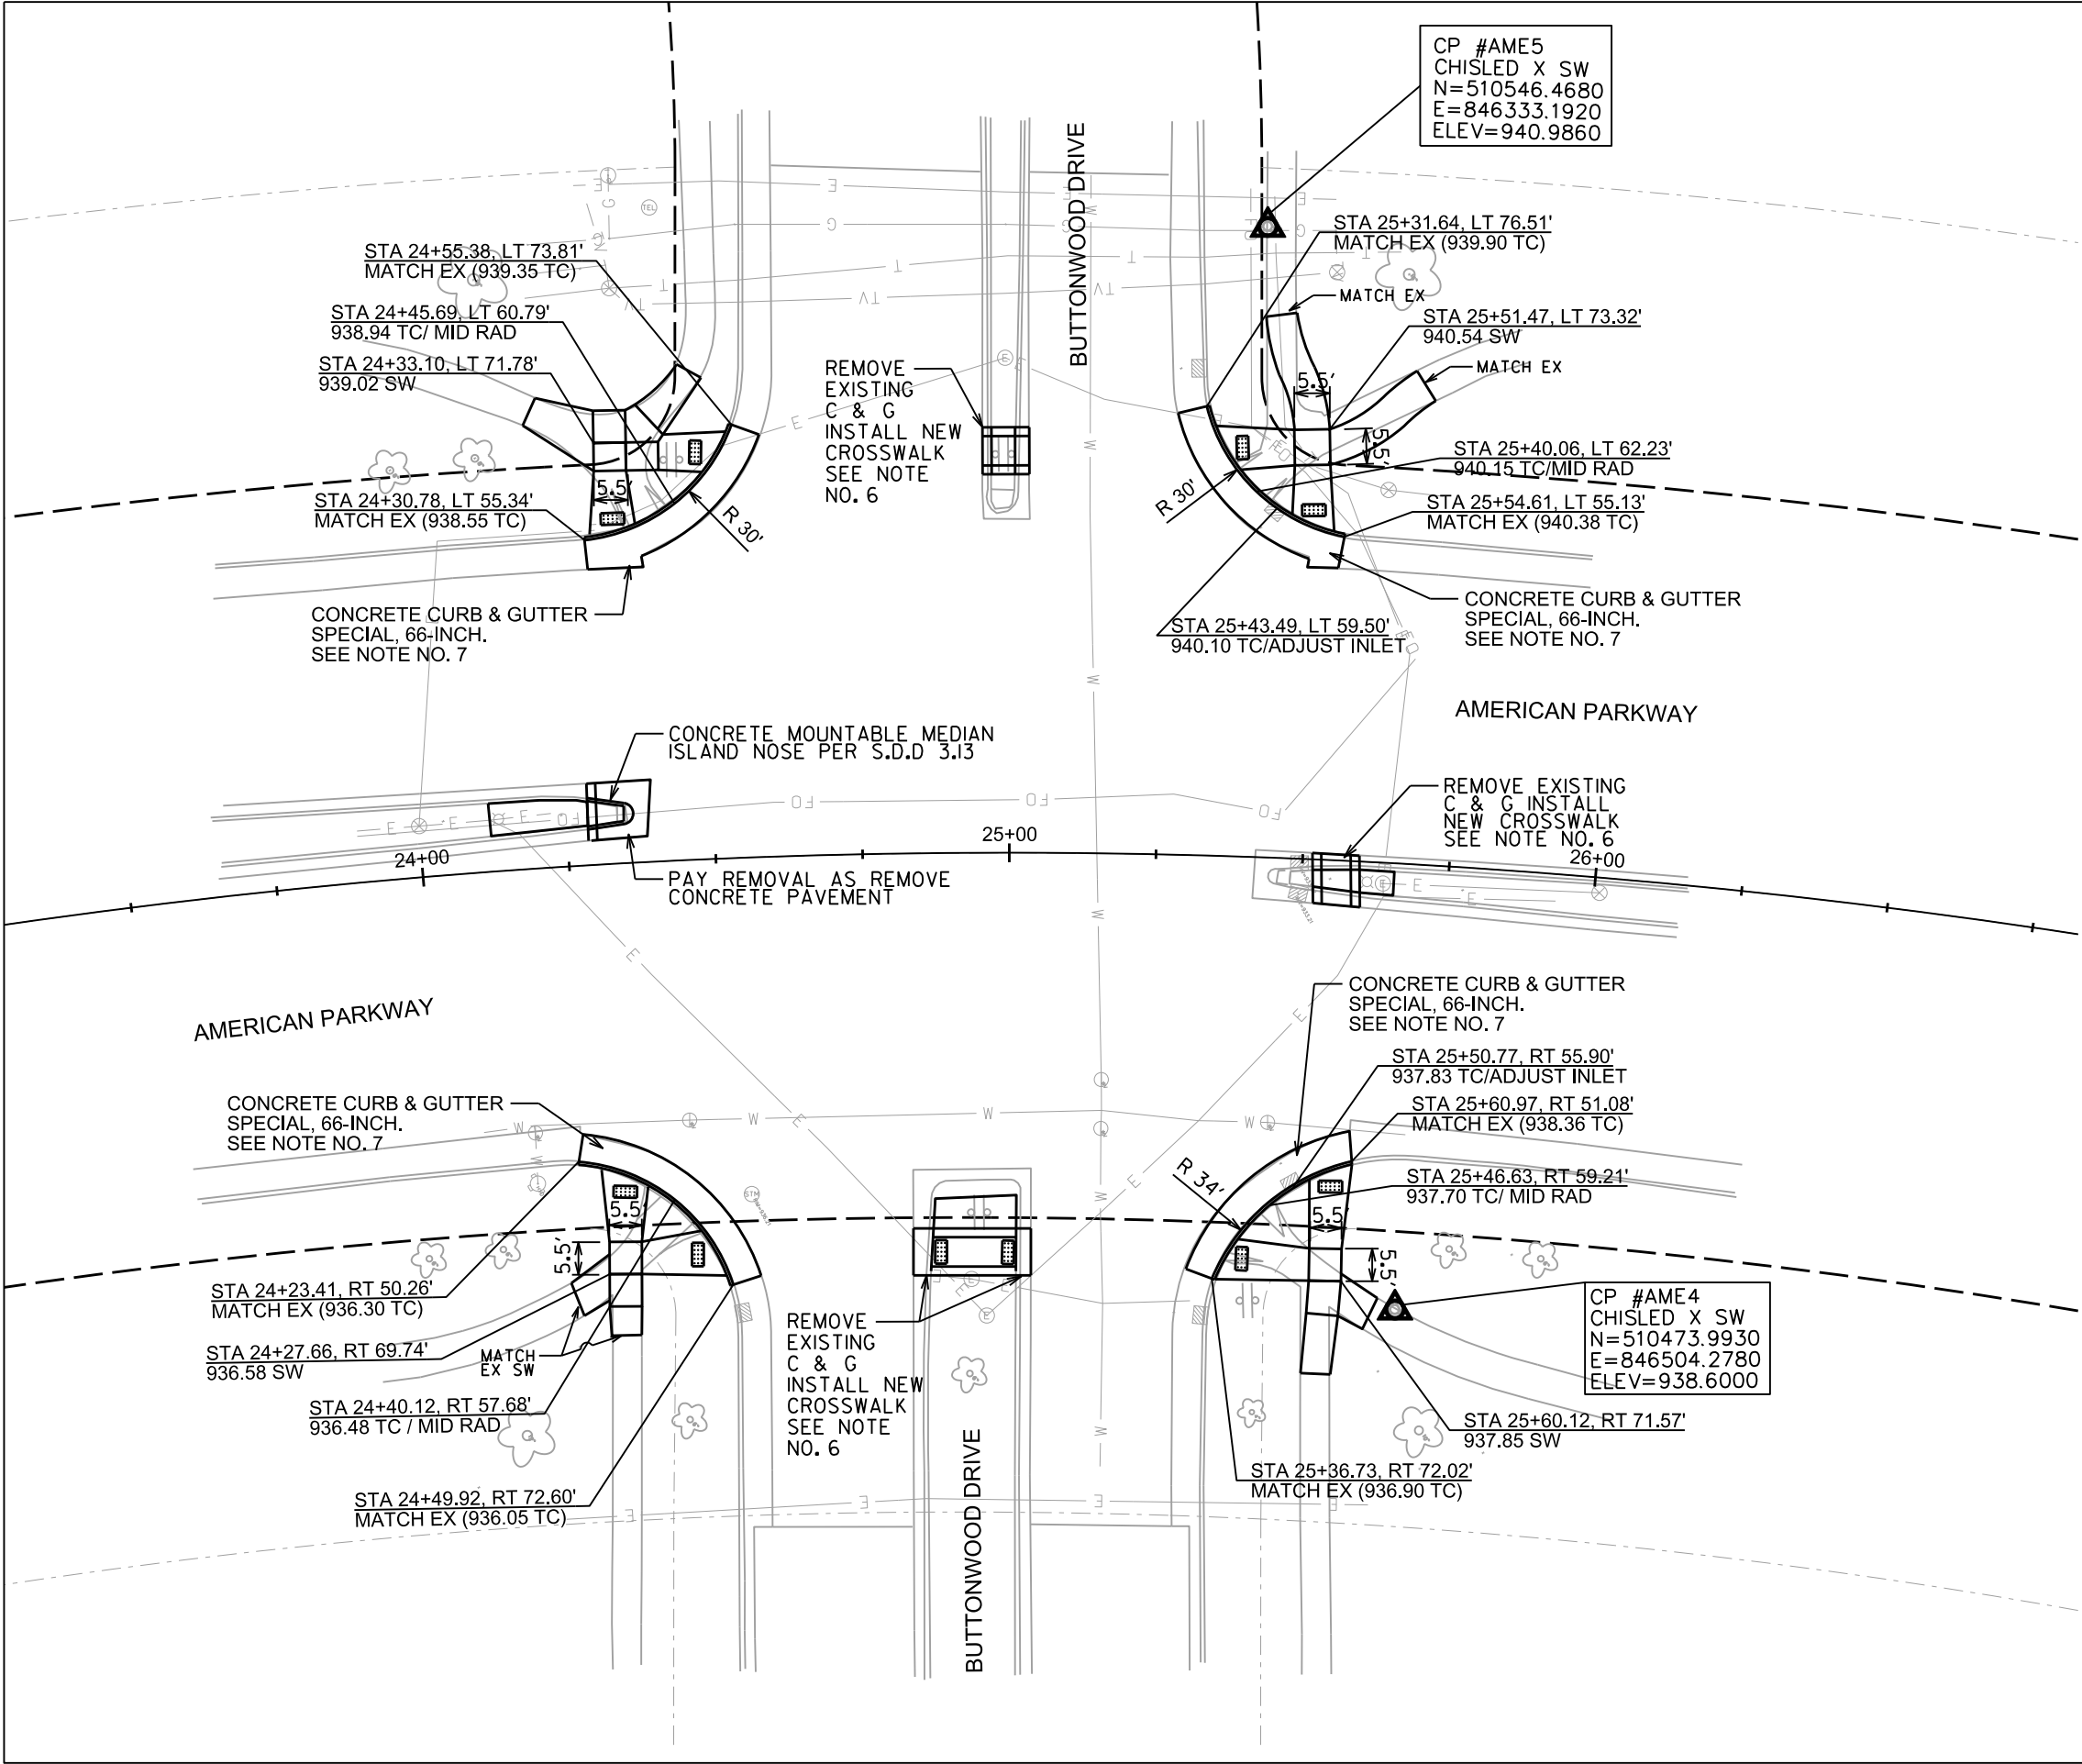 CP #AME5
CHISLED X SW
N=510546.4680
E=846333.1920
ELEV=940.9860
BUTTONWOOD DRIVE
STA 24+55.38, LT 73.81'
MATCH EX (939.35 TC)
STA 24+45.69, LT 60.79'
938.94 TC/ MID RAD
STA 24+33.10, LT 71.78'
939.02 SW
STA 24+30.78, LT 55.34'
MATCH EX (938.55 TC)
5.5'
R 30'
CONCRETE CURB & GUTTER
SPECIAL, 66-INCH.
SEE NOTE NO. 7
REMOVE
EXISTING
C & G
INSTALL NEW
CROSSWALK
SEE NOTE
NO. 6
STA 25+31.64, LT 76.51'
MATCH EX (939.90 TC)
MATCH EX
STA 25+51.47, LT 73.32'
940.54 SW
MATCH EX
5.5'
5.5'
STA 25+40.06, LT 62.23'
940.15 TC/MID RAD
R 30'
STA 25+54.61, LT 55.13'
MATCH EX (940.38 TC)
CONCRETE CURB & GUTTER
SPECIAL, 66-INCH.
SEE NOTE NO. 7
STA 25+43.49, LT 59.50'
940.10 TC/ADJUST INLET
AMERICAN PARKWAY
CONCRETE MOUNTABLE MEDIAN
ISLAND NOSE PER S.D.D 3.13
REMOVE EXISTING
C & G INSTALL
NEW CROSSWALK
SEE NOTE NO. 6
24+00
25+00
26+00
PAY REMOVAL AS REMOVE
CONCRETE PAVEMENT
AMERICAN PARKWAY
CONCRETE CURB & GUTTER
SPECIAL, 66-INCH.
SEE NOTE NO. 7
STA 25+50.77, RT 55.90'
937.83 TC/ADJUST INLET
CONCRETE CURB & GUTTER
SPECIAL, 66-INCH.
SEE NOTE NO. 7
STA 25+60.97, RT 51.08'
MATCH EX (938.36 TC)
R 34'
STA 25+46.63, RT 59.21'
937.70 TC/ MID RAD
5.5'
5.5'
5.5'
5.5'
STA 24+23.41, RT 50.26'
MATCH EX (936.30 TC)
STA 24+27.66, RT 69.74'
936.58 SW
MATCH
EX SW
STA 24+40.12, RT 57.68'
936.48 TC / MID RAD
STA 24+49.92, RT 72.60'
MATCH EX (936.05 TC)
REMOVE
EXISTING
C & G
INSTALL NEW
CROSSWALK
SEE NOTE
NO. 6
BUTTONWOOD DRIVE
CP #AME4
CHISLED X SW
N=510473.9930
E=846504.2780
ELEV=938.6000
STA 25+60.12, RT 71.57'
937.85 SW
STA 25+36.73, RT 72.02'
MATCH EX (936.90 TC)